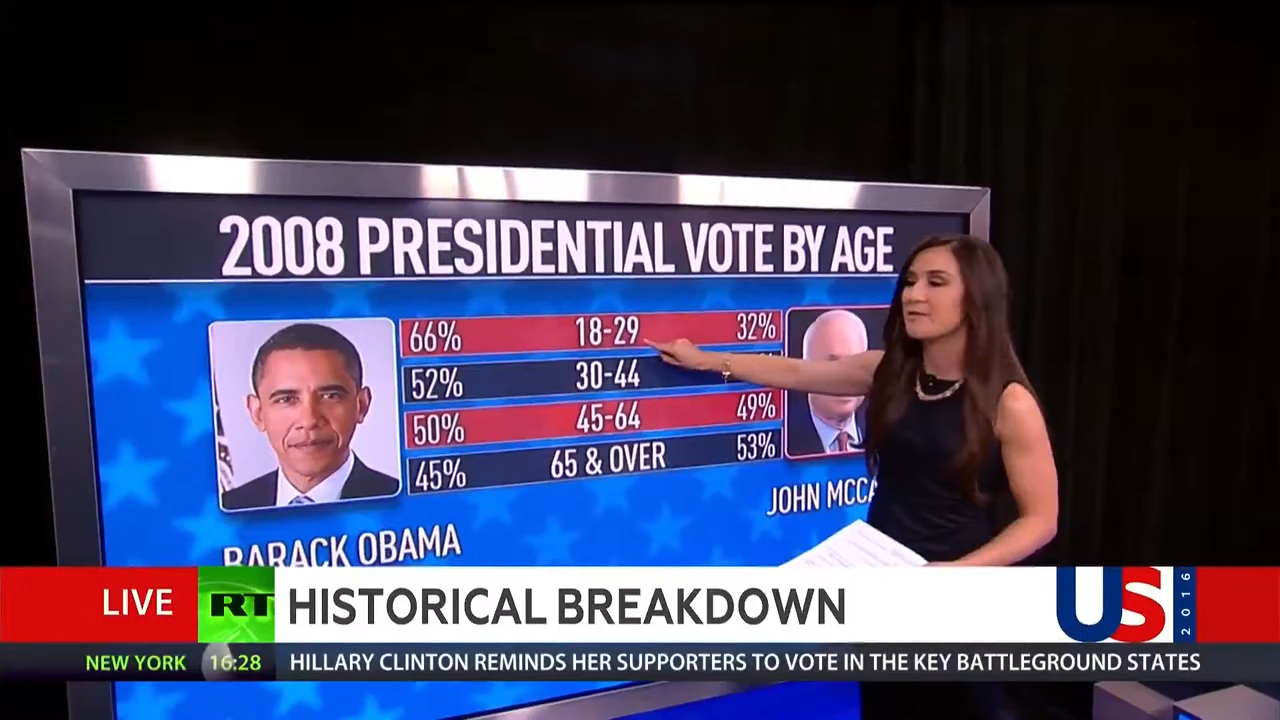 2008 PRESIDENTIAL VOTE BY AGE
66% 18-29 32%
52% 30-44
50% 45-64 49%
45% 65 & OVER 53%
BARACK OBAMA
JOHN MCCA
LIVE RT HISTORICAL BREAKDOWN US 2016
NEW YORK 16:28 HILLARY CLINTON REMINDS HER SUPPORTERS TO VOTE IN THE KEY BATTLEGROUND STATES